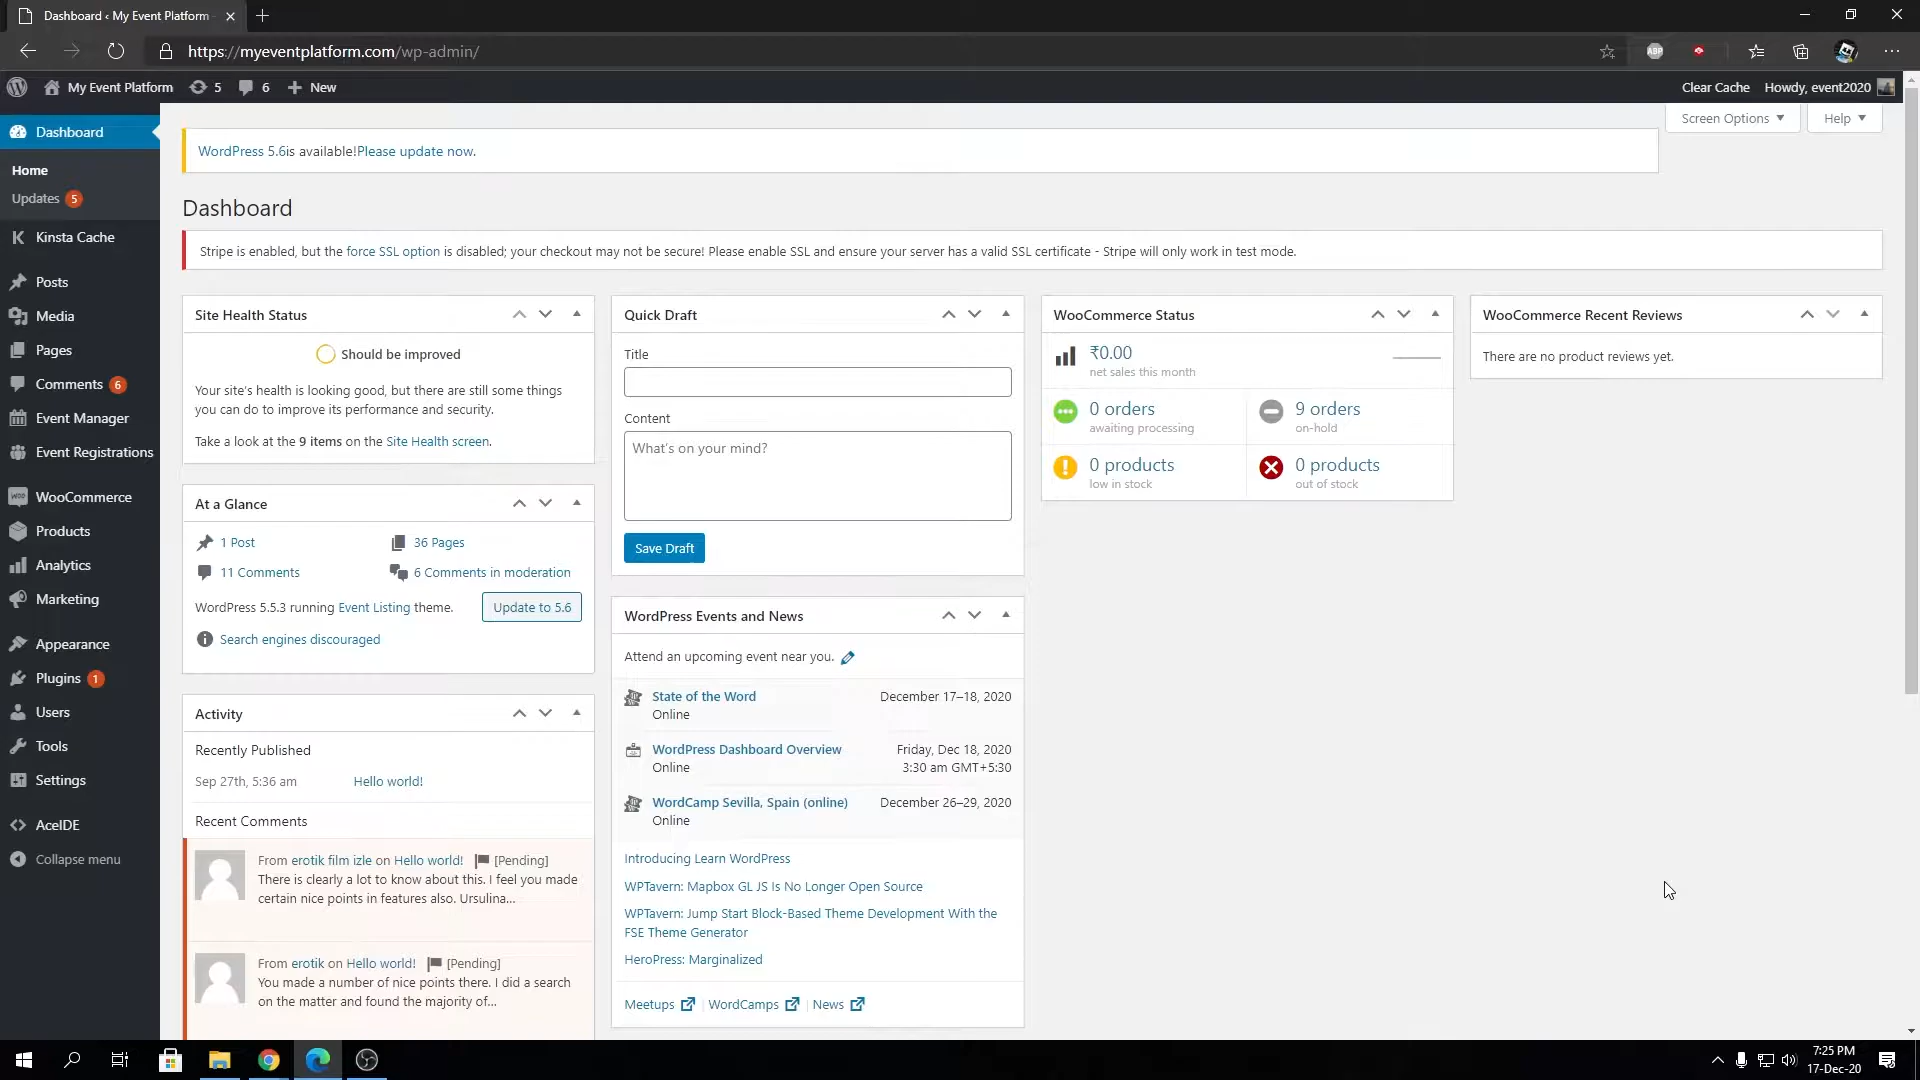 Dashboard ‹ My Event Platform
https://myeventplatform.com/wp-admin/
ABP
My Event Platform 5 6 New
Clear Cache Howdy, event2020
Dashboard
Home
Updates 5
Kinsta Cache
Posts
Media
Pages
Comments 6
Event Manager
Event Registrations
WooCommerce
Products
Analytics
Marketing
Appearance
Plugins 1
Users
Tools
Settings
AceIDE
Collapse menu
Screen Options
Help
WordPress 5.6is available!Please update now.
Dashboard
Stripe is enabled, but the force SSL option is disabled; your checkout may not be secure! Please enable SSL and ensure your server has a valid SSL certificate - Stripe will only work in test mode.
Site Health Status
Should be improved
Your site's health is looking good, but there are still some things
you can do to improve its performance and security.
Take a look at the 9 items on the Site Health screen.
At a Glance
1 Post
36 Pages
11 Comments
6 Comments in moderation
WordPress 5.5.3 running Event Listing theme.
Update to 5.6
Search engines discouraged
Activity
Recently Published
Sep 27th, 5:36 am
Hello world!
Recent Comments
From erotik film izle on Hello world! [Pending]
There is clearly a lot to know about this. I feel you made
certain nice points in features also. Ursulina...
From erotik on Hello world! [Pending]
You made a number of nice points there. I did a search
on the matter and found the majority of...
Quick Draft
Title
Content
What's on your mind?
Save Draft
WordPress Events and News
Attend an upcoming event near you.
State of the Word
December 17–18, 2020
Online
WordPress Dashboard Overview
Friday, Dec 18, 2020
Online
3:30 am GMT+5:30
WordCamp Sevilla, Spain (online)
December 26–29, 2020
Online
Introducing Learn WordPress
WPTavern: Mapbox GL JS Is No Longer Open Source
WPTavern: Jump Start Block-Based Theme Development With the
FSE Theme Generator
HeroPress: Marginalized
Meetups
WordCamps
News
WooCommerce Status
₹0.00
net sales this month
0 orders
awaiting processing
9 orders
on-hold
0 products
low in stock
0 products
out of stock
WooCommerce Recent Reviews
There are no product reviews yet.
7:25 PM
17-Dec-20